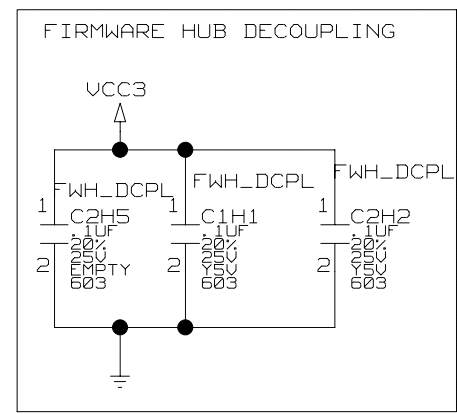 FIRMWARE HUB DECOUPLING
VCC3
FWH_DCPL
1
C2H5
.1UF
20%
25V
EMPTY
603
2
FWH_DCPL
1
C1H1
.1UF
20%
25V
Y5V
603
2
FWH_DCPL
1
C2H2
.1UF
20%
25V
Y5V
603
2